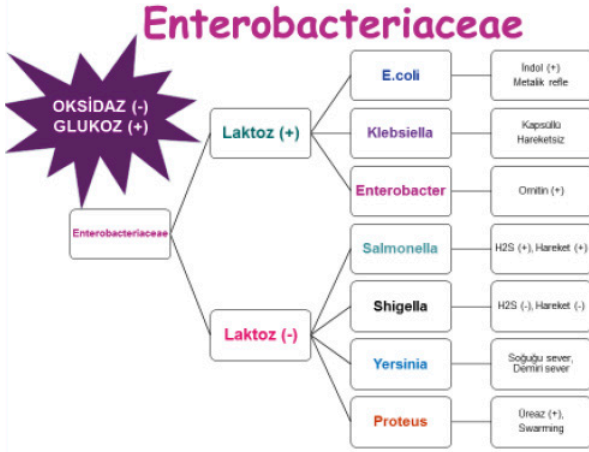 Enterobacteriaceae
OKSİDAZ (-)
GLUKOZ (+)
Enterobacteriaceae
Laktoz (+)
E.coli
İndol (+)
Metalik refle
Klebsiella
Kapsüllü
Hareketsiz
Enterobacter
Ornitin (+)
Laktoz (-)
Salmonella
H2S (+), Hareket (+)
Shigella
H2S (-), Hareket (-)
Yersinia
Soğuğu sever,
Demiri sever
Proteus
Üreaz (+),
Swarming